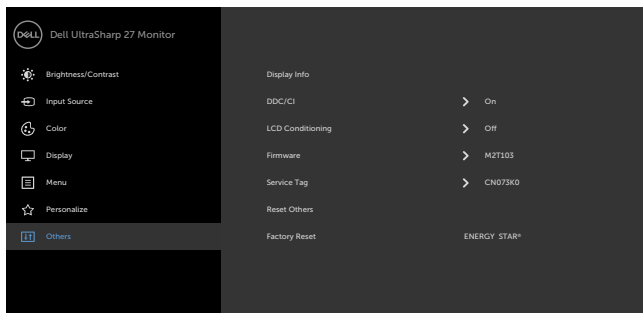 DELL Dell UltraSharp 27 Monitor
Brightness/Contrast
Input Source
Color
Display
Menu
Personalize
Others
Display Info
DDC/CI On
LCD Conditioning Off
Firmware M2T103
Service Tag CN073K0
Reset Others
Factory Reset ENERGY STAR®